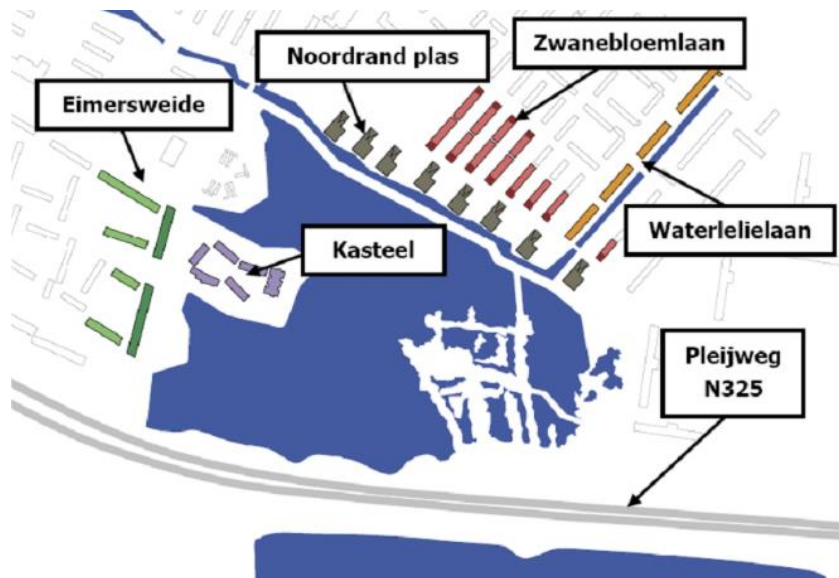 Noordrand plas
Zwanebloemlaan
Eimersweide
Waterlelielaan
Kasteel
Pleijweg
N325